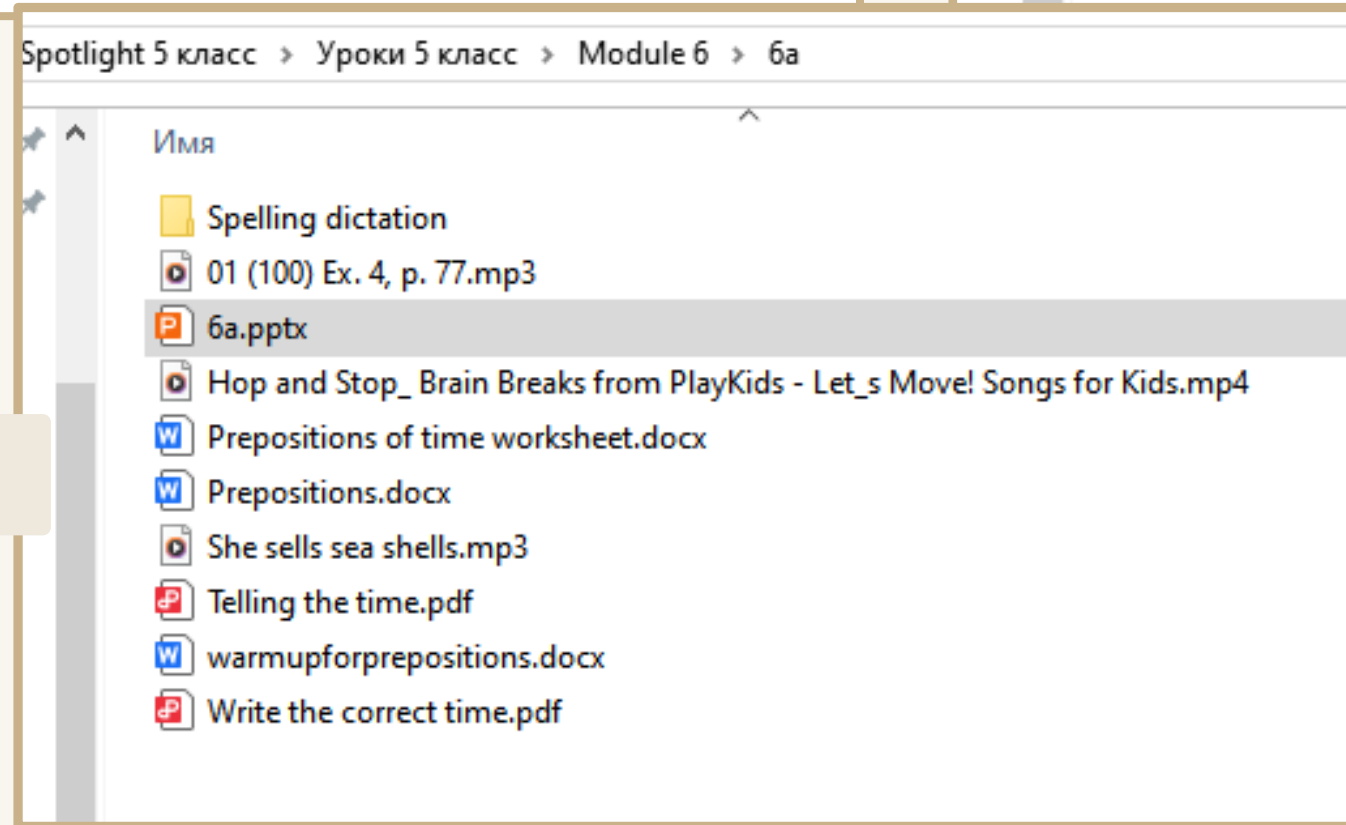 Spotlight 5 класс > Уроки 5 класс > Module 6 > 6a
Имя
Spelling dictation
01 (100) Ex. 4, p. 77.mp3
6a.pptx
Hop and Stop_ Brain Breaks from PlayKids - Let_s Move! Songs for Kids.mp4
Prepositions of time worksheet.docx
Prepositions.docx
She sells sea shells.mp3
Telling the time.pdf
warmupforprepositions.docx
Write the correct time.pdf